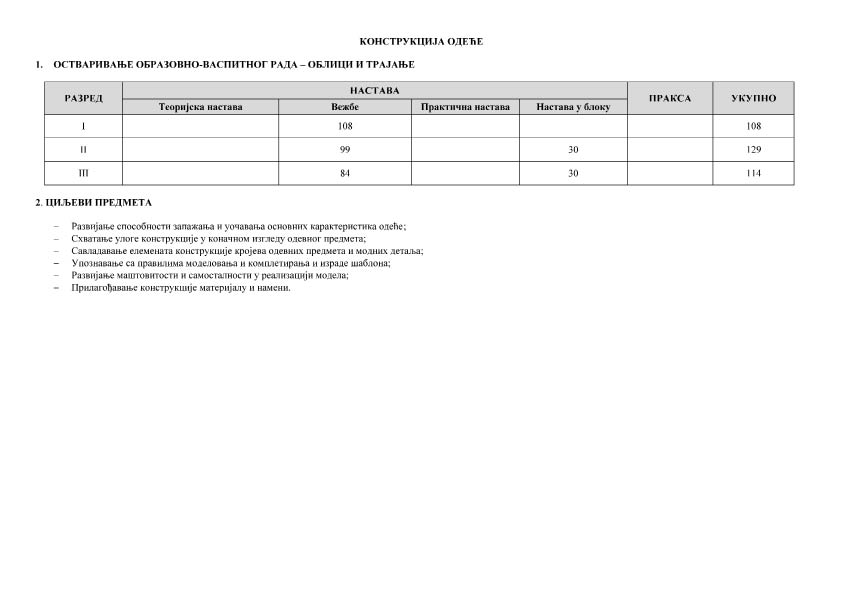 КОНСТРУКЦИЈА ОДЕЋЕ
1. ОСТВАРИВАЊЕ ОБРАЗОВНО-ВАСПИТНОГ РАДА – ОБЛИЦИ И ТРАЈАЊЕ
РАЗРЕД НАСТАВА ПРАКСА УКУПНО
Теоријска настава Вежбе Практична настава Настава у блоку
I 108 108
II 99 30 129
III 84 30 114
2. ЦИЉЕВИ ПРЕДМЕТА
– Развијање способности запажања и уочавања основних карактеристика одеће;
– Схватање улоге конструкције у коначном изгледу одевног предмета;
– Савладавање елемената конструкције кројева одевних предмета и модних детаља;
– Упознавање са правилима моделовања и комплетирања и израде шаблона;
– Развијање маштовитости и самосталности у реализацији модела;
– Прилагођавање конструкције материјалу и намени.